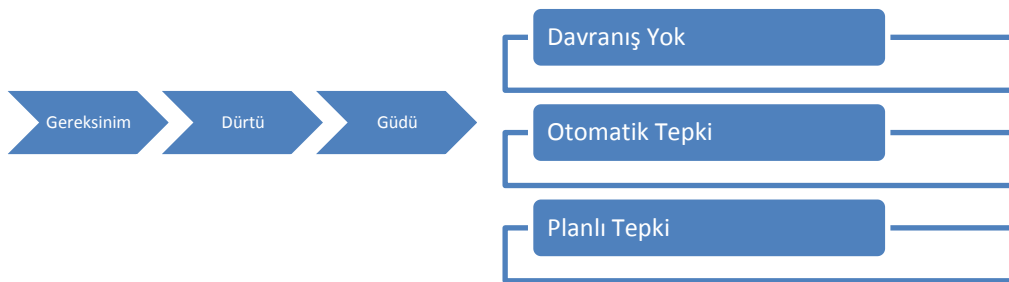 Gereksinim
Dürtü
Güdü
Davranış Yok
Otomatik Tepki
Planlı Tepki